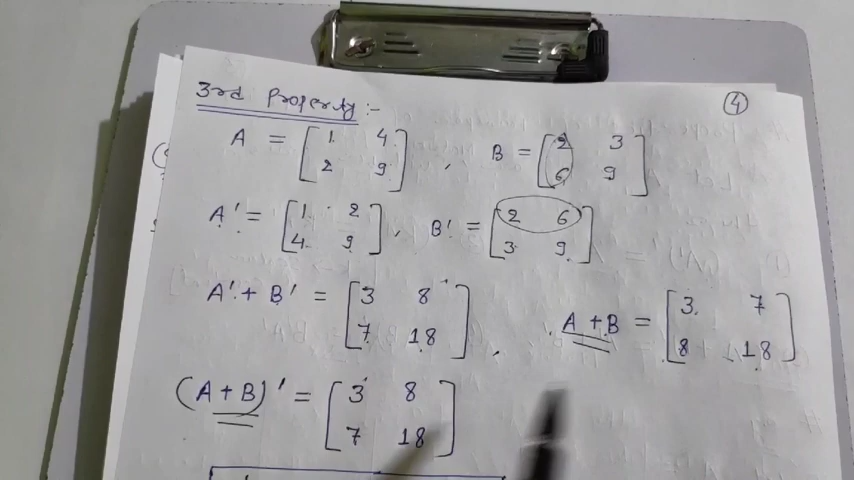 3rd Property :-
4
A = [1 4
2 9] , B = [2 3
6 9]
A' = [1 2
4 9] , B' = [2 6
3 9]
A' + B' = [3 8
7 18] , A + B = [3 7
8 18]
(A + B)' = [3 8
7 18]